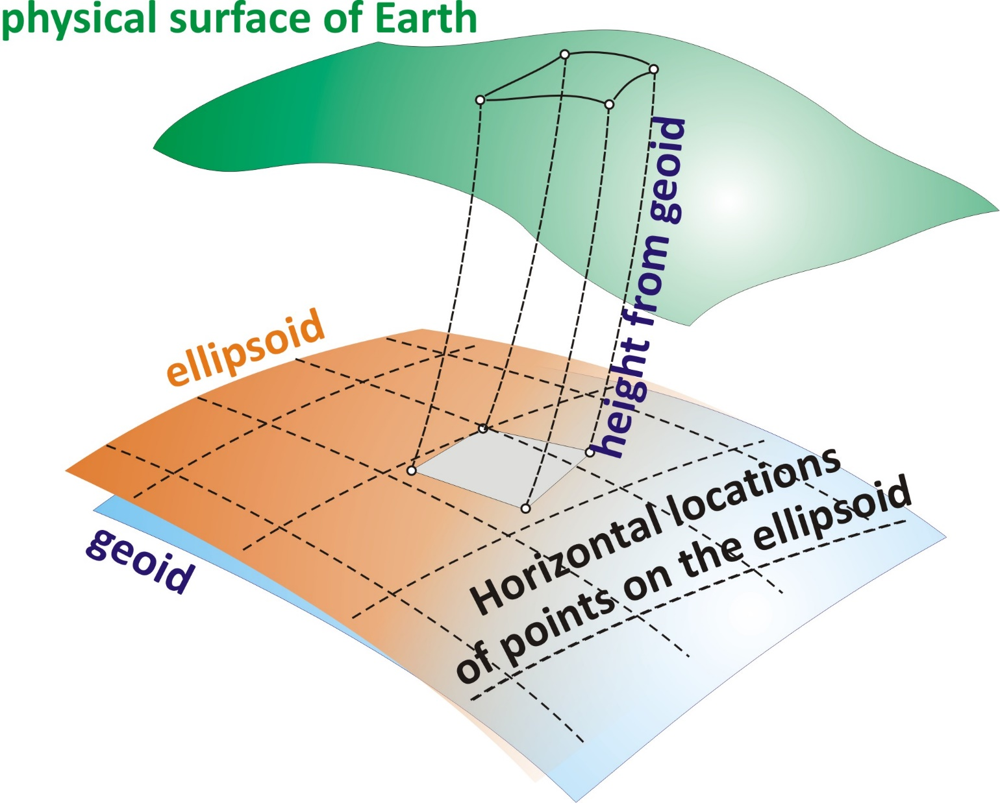 physical surface of Earth
height from geoid
ellipsoid
geoid
Horizontal locations
of points on the ellipsoid